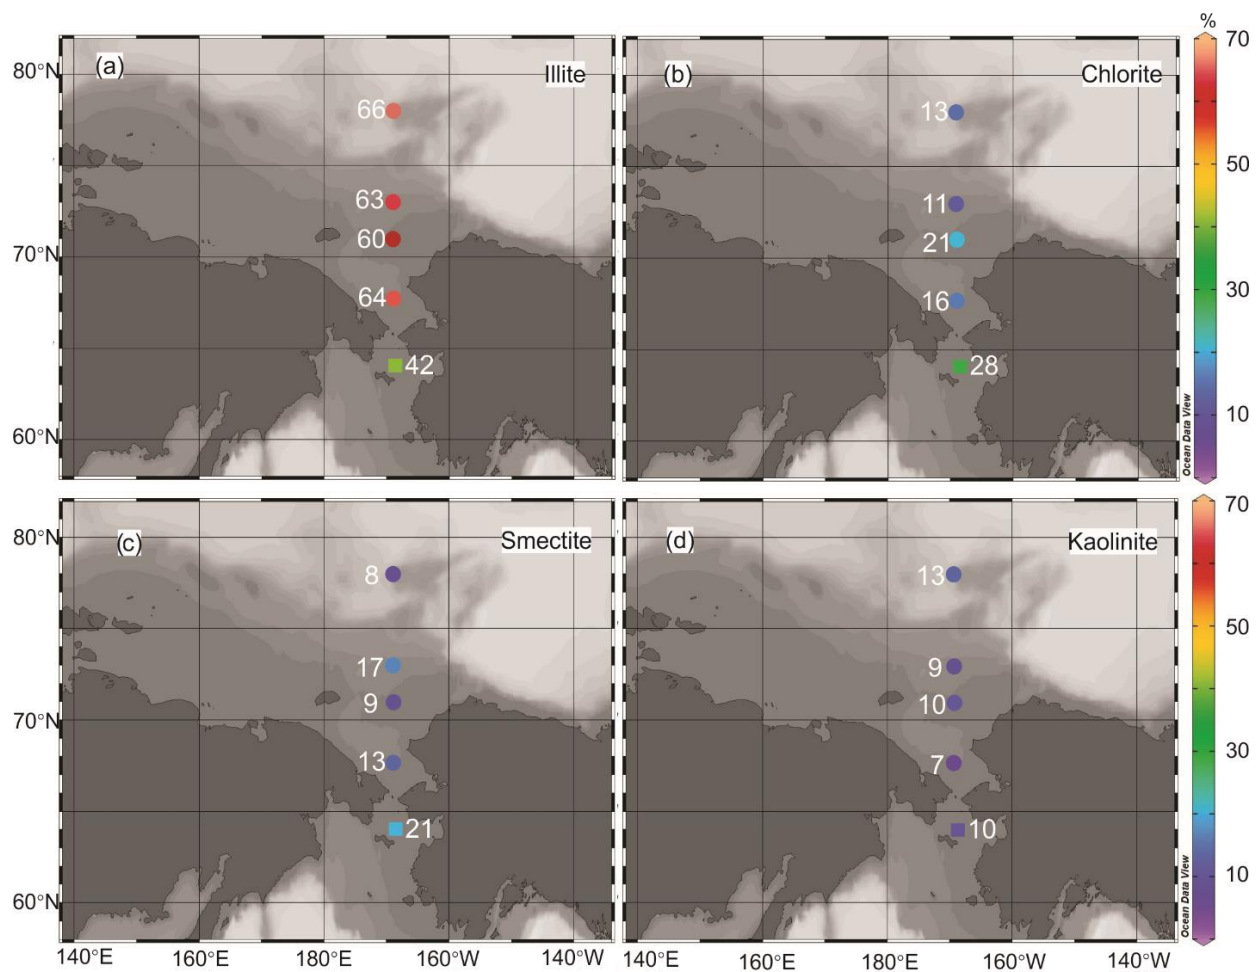 %
(a)
Illite
(b)
Chlorite
70
80°N
66
13
63
11
50
60
21
70°N
64
16
30
42
28
10
60°N
Ocean Data View
(c)
Smectite
(d)
Kaolinite
70
80°N
8
13
17
9
50
9
10
70°N
13
7
30
21
10
10
60°N
Ocean Data View
140°E
160°E
180°E
160°W
140°W
140°E
160°E
180°E
160°W
140°W